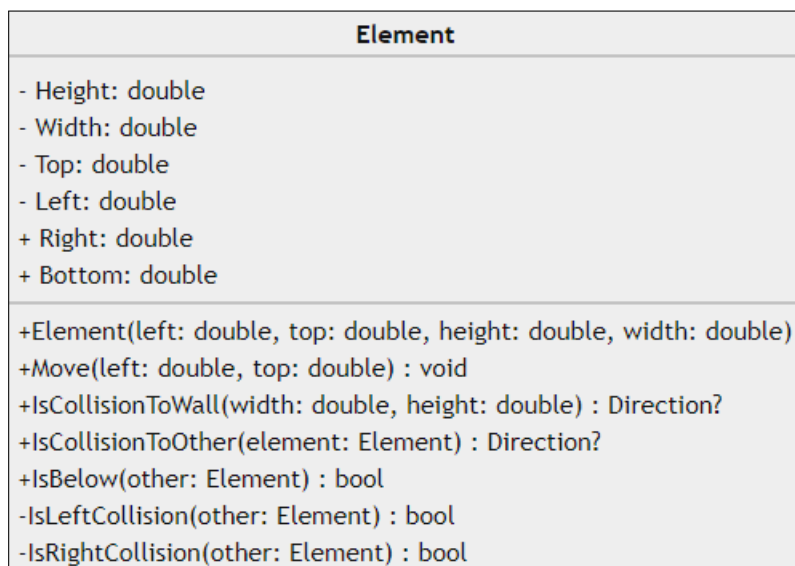 Element
- Height: double
- Width: double
- Top: double
- Left: double
+ Right: double
+ Bottom: double
+Element(left: double, top: double, height: double, width: double)
+Move(left: double, top: double) : void
+IsCollisionToWall(width: double, height: double) : Direction?
+IsCollisionToOther(element: Element) : Direction?
+IsBelow(other: Element) : bool
-IsLeftCollision(other: Element) : bool
-IsRightCollision(other: Element) : bool